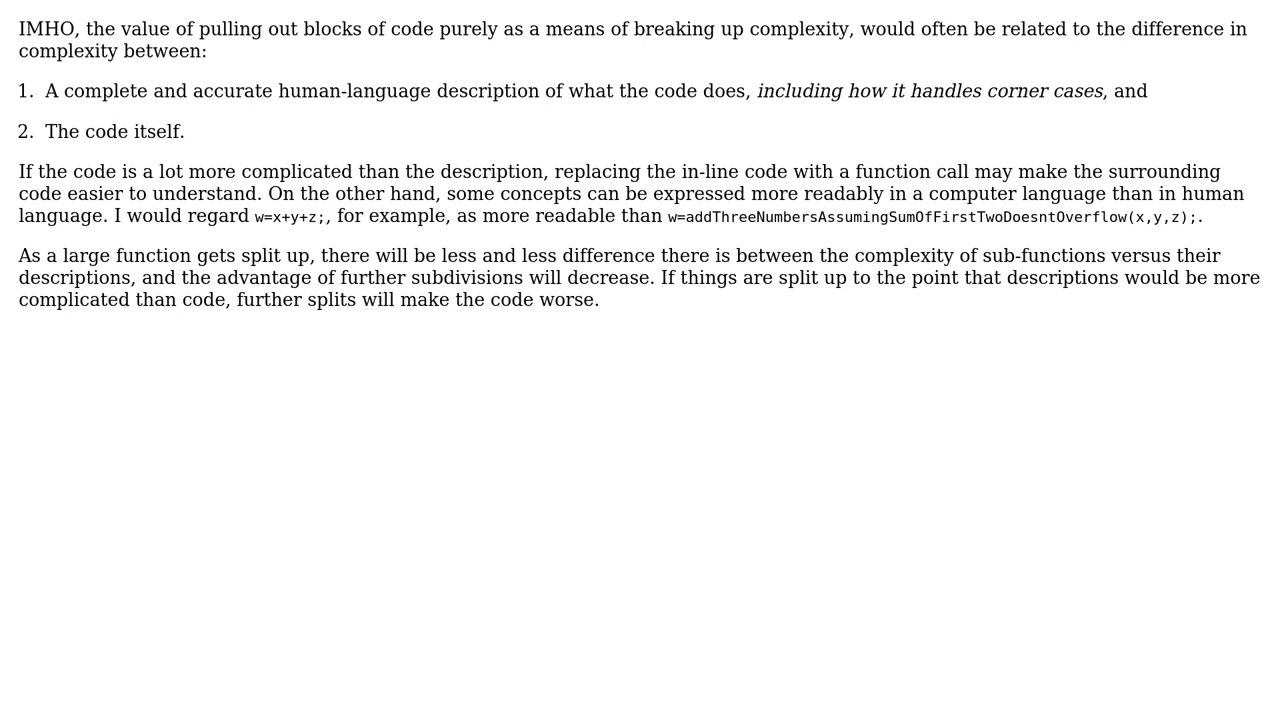 IMHO, the value of pulling out blocks of code purely as a means of breaking up complexity, would often be related to the difference in
complexity between:
1. A complete and accurate human-language description of what the code does, including how it handles corner cases, and
2. The code itself.
If the code is a lot more complicated than the description, replacing the in-line code with a function call may make the surrounding
code easier to understand. On the other hand, some concepts can be expressed more readably in a computer language than in human
language. I would regard w=x+y+z;, for example, as more readable than w=addThreeNumbersAssumingSumOfFirstTwoDoesntOverflow(x,y,z);.
As a large function gets split up, there will be less and less difference there is between the complexity of sub-functions versus their
descriptions, and the advantage of further subdivisions will decrease. If things are split up to the point that descriptions would be more
complicated than code, further splits will make the code worse.